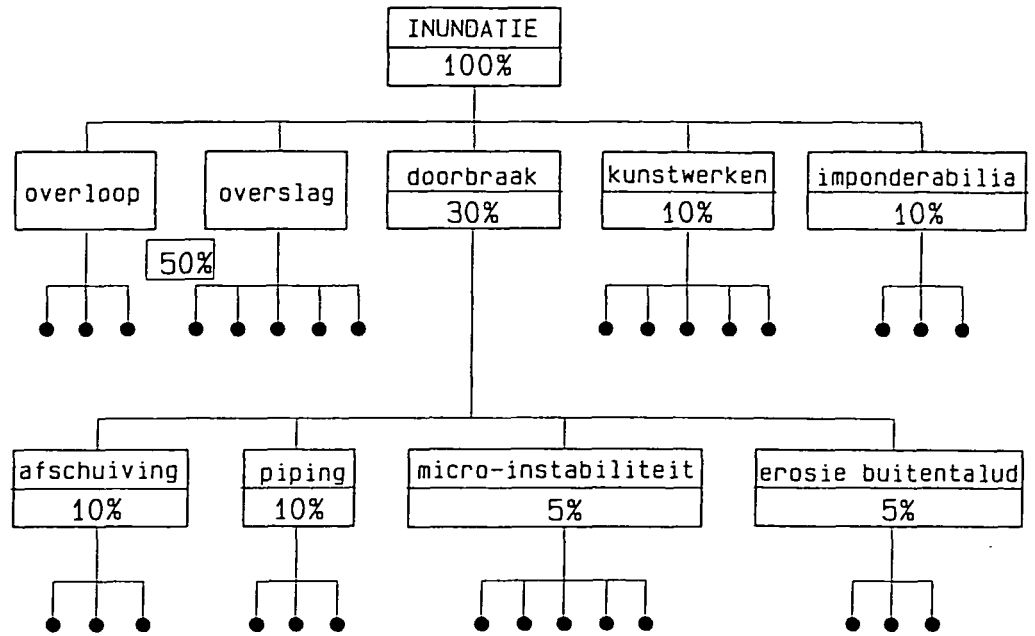 INUNDATIE
100%
overloop
overslag
doorbraak
30%
kunstwerken
10%
imponderabilia
10%
50%
afschuiving
10%
piping
10%
micro-instabiliteit
5%
erosie buitentalud
5%